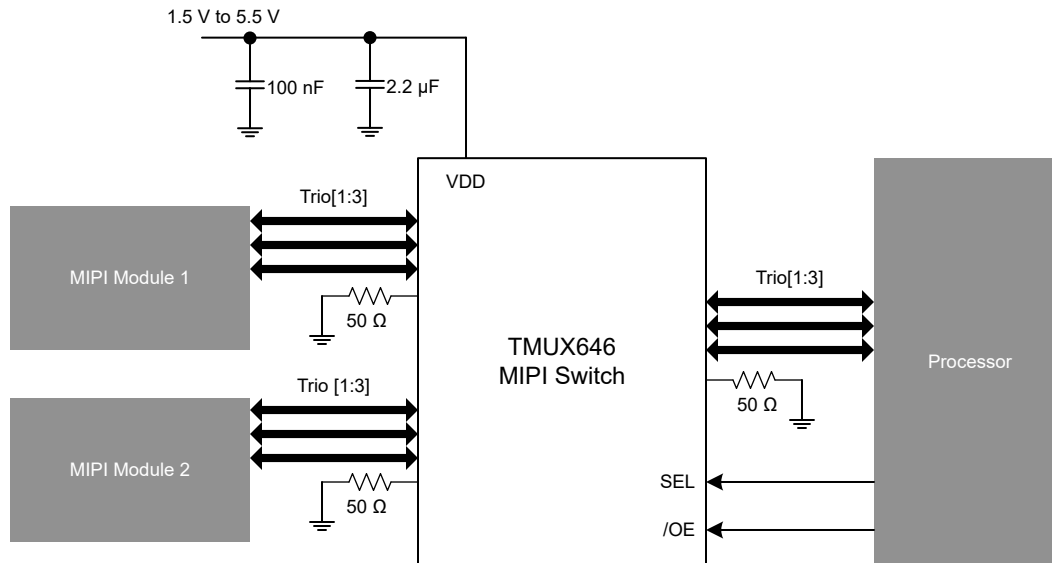 1.5 V to 5.5 V
100 nF
2.2 µF
VDD
Trio[1:3]
MIPI Module 1
50 Ω
Trio[1:3]
TMUX646
MIPI Switch
Processor
Trio [1:3]
50 Ω
MIPI Module 2
50 Ω
SEL
/OE